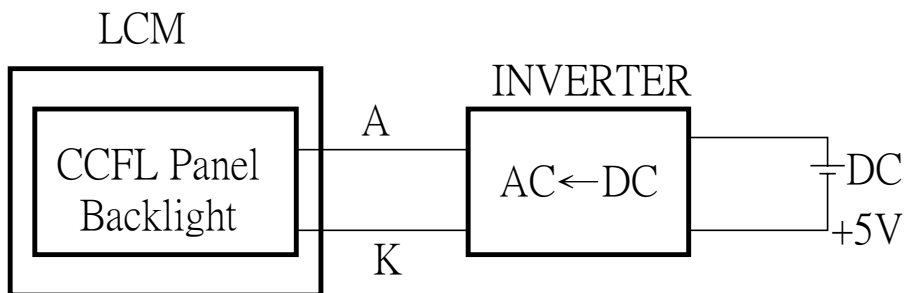 LCM
INVERTER
A
CCFL Panel
Backlight
AC←DC
DC
+5V
K